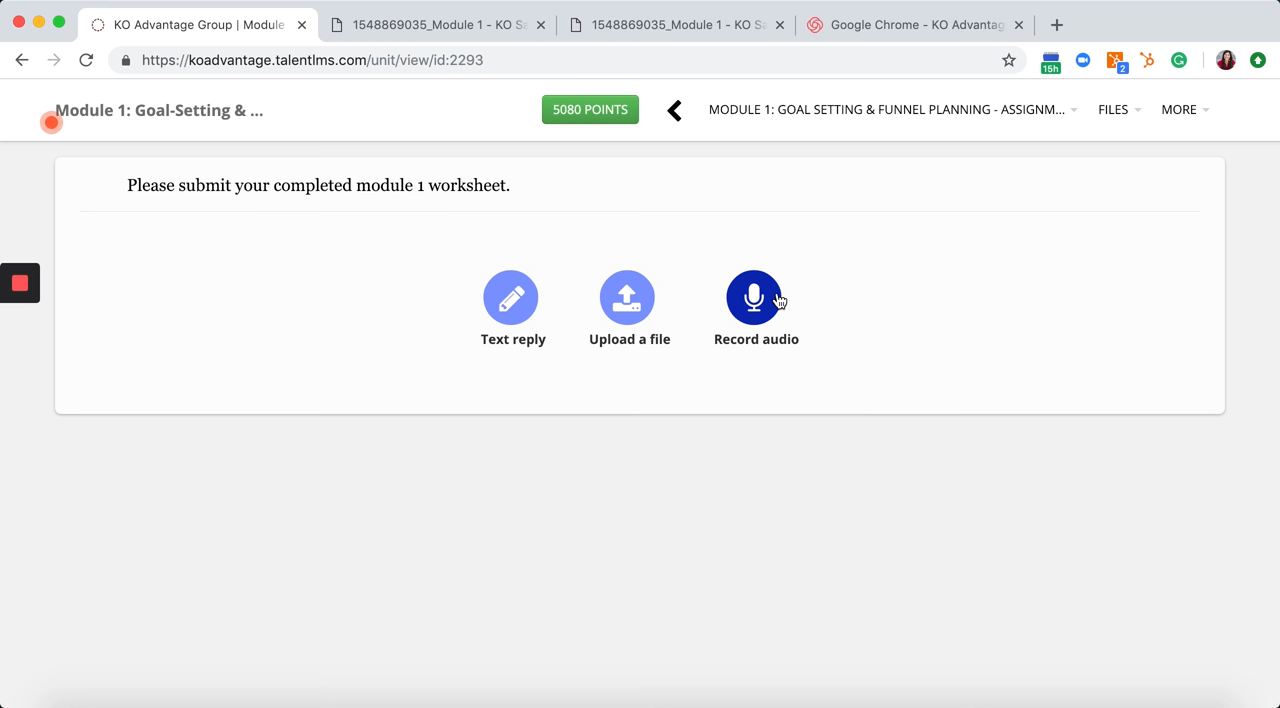 KO Advantage Group | Module
1548869035_Module 1 - KO Sa
1548869035_Module 1 - KO Sa
Google Chrome - KO Advantag
https://koadvantage.talentlms.com/unit/view/id:2293
15h
2
Module 1: Goal-Setting & ...
5080 POINTS
MODULE 1: GOAL SETTING & FUNNEL PLANNING - ASSIGNM...
FILES
MORE
Please submit your completed module 1 worksheet.
Text reply
Upload a file
Record audio